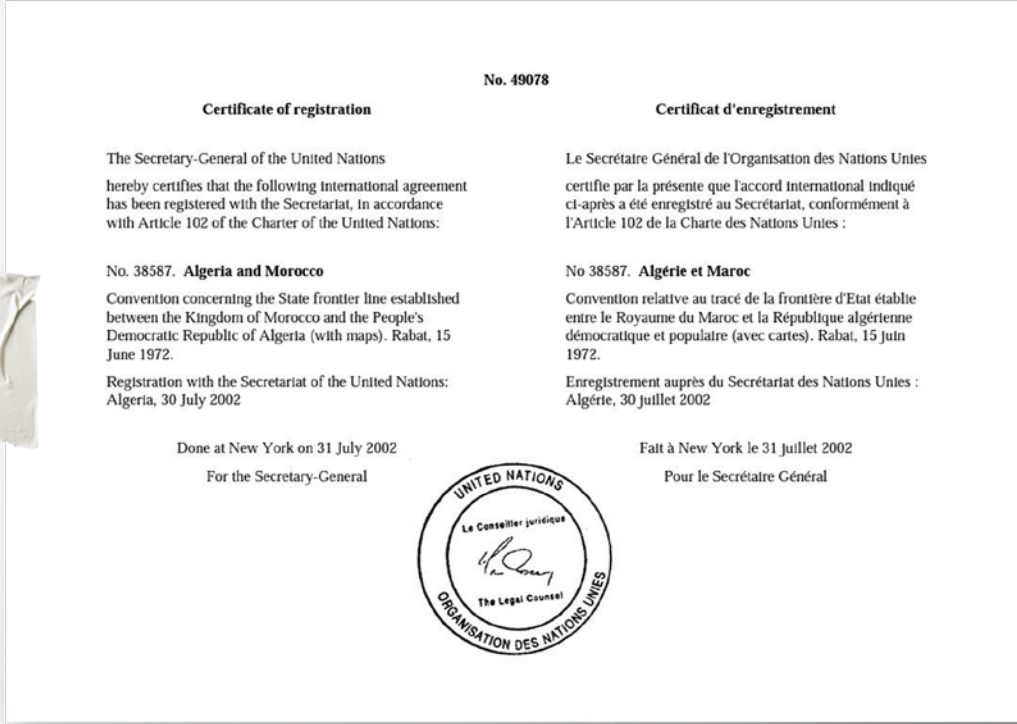 No. 49078
Certificate of registration
The Secretary-General of the United Nations
hereby certifies that the following international agreement
has been registered with the Secretariat, in accordance
with Article 102 of the Charter of the United Nations:
No. 38587. Algeria and Morocco
Convention concerning the State frontier line established
between the Kingdom of Morocco and the People's
Democratic Republic of Algeria (with maps). Rabat, 15
June 1972.
Registration with the Secretariat of the United Nations:
Algeria, 30 July 2002
Done at New York on 31 July 2002
For the Secretary-General
Certificat d'enregistrement
Le Secrétaire Général de l'Organisation des Nations Unies
certifie par la présente que l'accord international indiqué
ci-après a été enregistré au Secrétariat, conformément à
l'Article 102 de la Charte des Nations Unies :
No 38587. Algérie et Maroc
Convention relative au tracé de la frontière d'Etat établie
entre le Royaume du Maroc et la République algérienne
démocratique et populaire (avec cartes). Rabat, 15 juin
1972.
Enregistrement auprès du Secrétariat des Nations Unies :
Algérie, 30 juillet 2002
Fait à New York le 31 juillet 2002
Pour le Secrétaire Général
UNITED NATIONS
Le Conseiller juridique
The Legal Counsel
ORGANISATION DES NATIONS UNIES